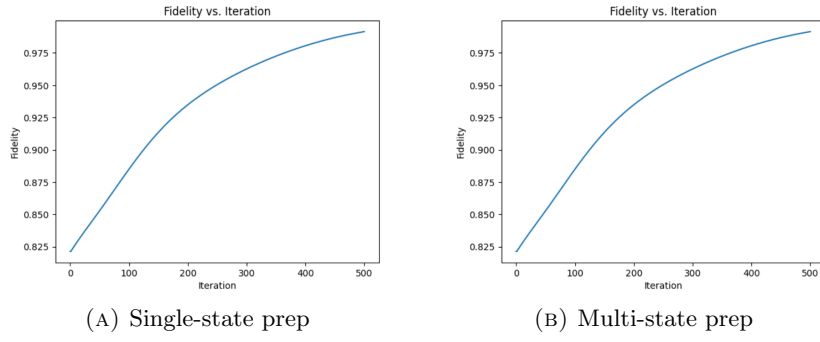 Fidelity vs. Iteration
0.975
0.950
0.925
0.900
0.875
0.850
0.825
Fidelity
0 100 200 300 400 500
Iteration
(A) Single-state prep
Fidelity vs. Iteration
0.975
0.950
0.925
0.900
0.875
0.850
0.825
Fidelity
0 100 200 300 400 500
Iteration
(B) Multi-state prep